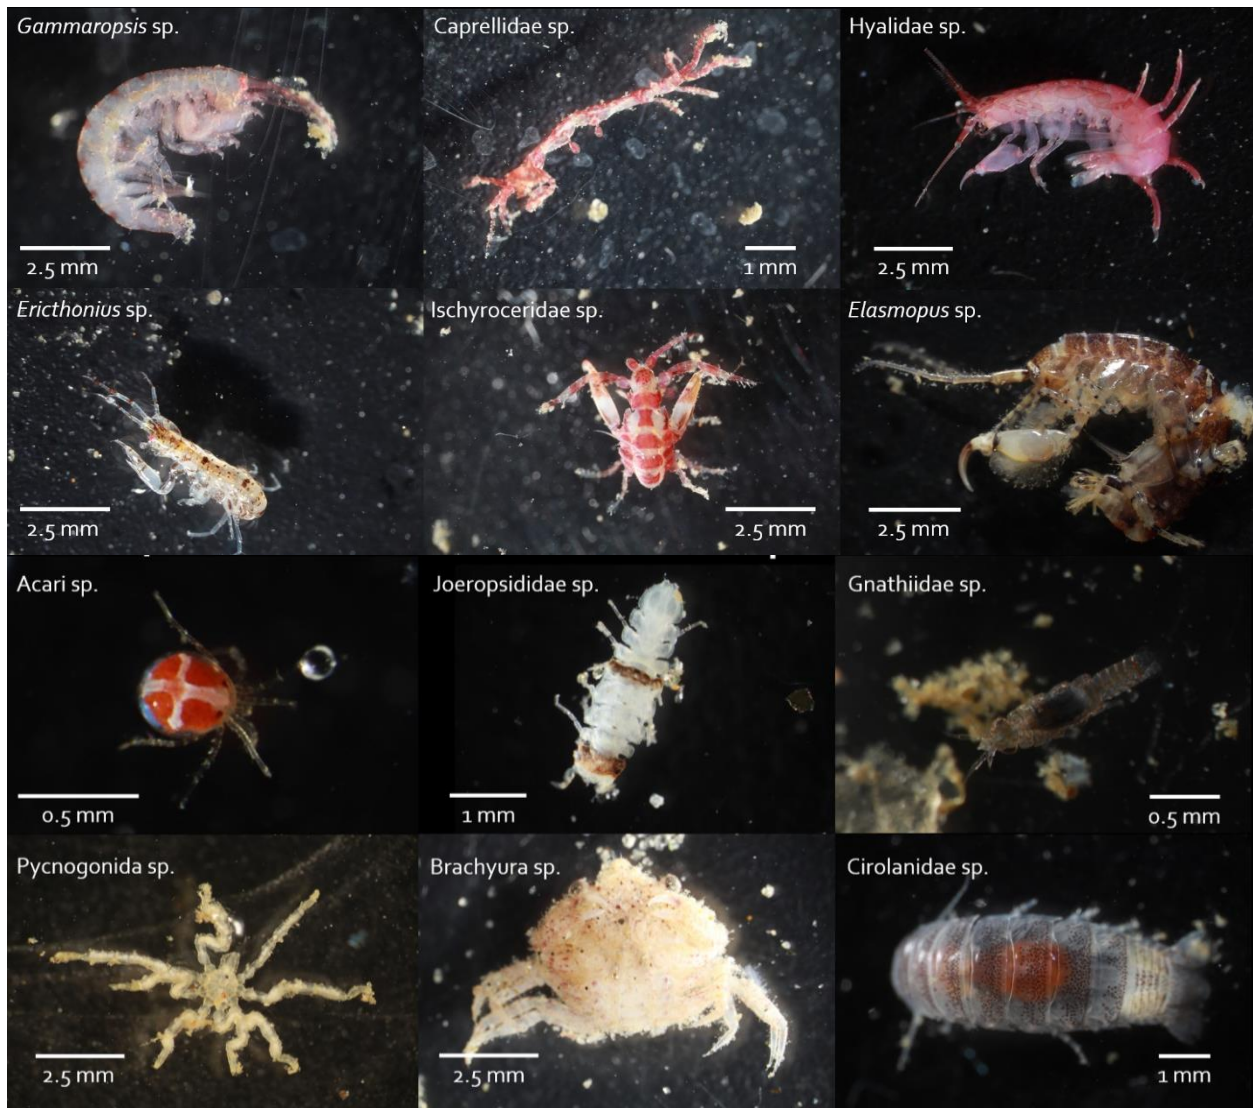 Gammaropsis sp.
Caprellidae sp.
Hyalidae sp.
2.5 mm
1 mm
2.5 mm
Ericthonius sp.
Ischyroceridae sp.
Elasmopus sp.
2.5 mm
2.5 mm
2.5 mm
Acari sp.
Joeropsididae sp.
Gnathiidae sp.
0.5 mm
1 mm
0.5 mm
Pycnogonida sp.
Brachyura sp.
Cirolanidae sp.
2.5 mm
2.5 mm
1 mm